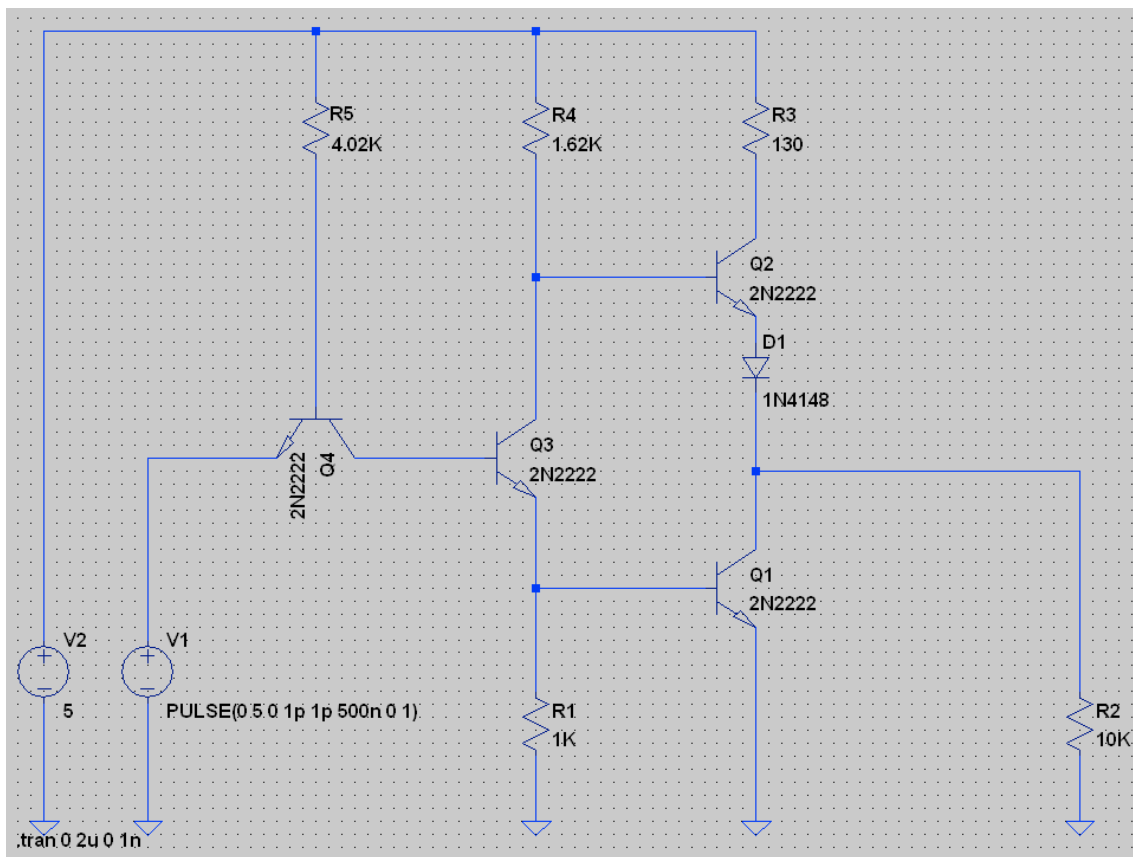 R5
4.02K
R4
1.62K
R3
130
Q2
2N2222
D1
1N4148
2N2222
Q4
Q3
2N2222
Q1
2N2222
V2
5
V1
PULSE(0 5 0 1p 1p 500n 0 1)
R1
1K
R2
10K
.tran 0 2u 0 1n